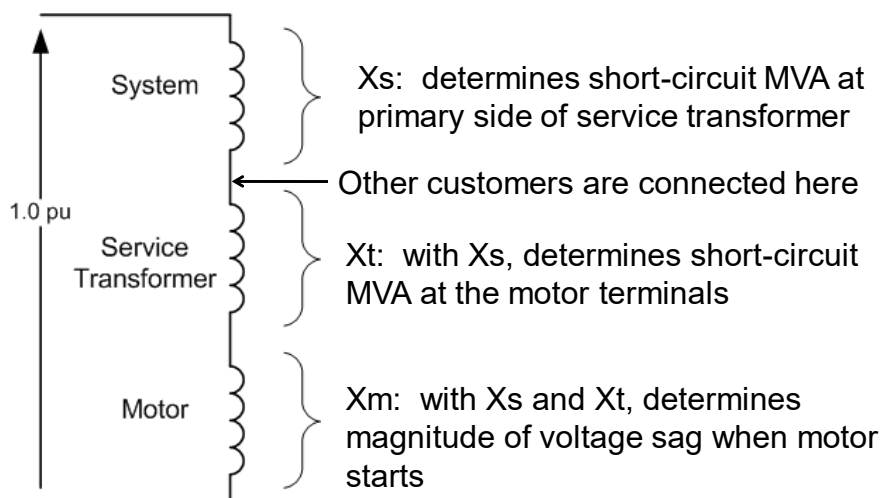 System
Xs: determines short-circuit MVA at
primary side of service transformer
Other customers are connected here
1.0 pu
Service
Transformer
Xt: with Xs, determines short-circuit
MVA at the motor terminals
Motor
Xm: with Xs and Xt, determines
magnitude of voltage sag when motor
starts